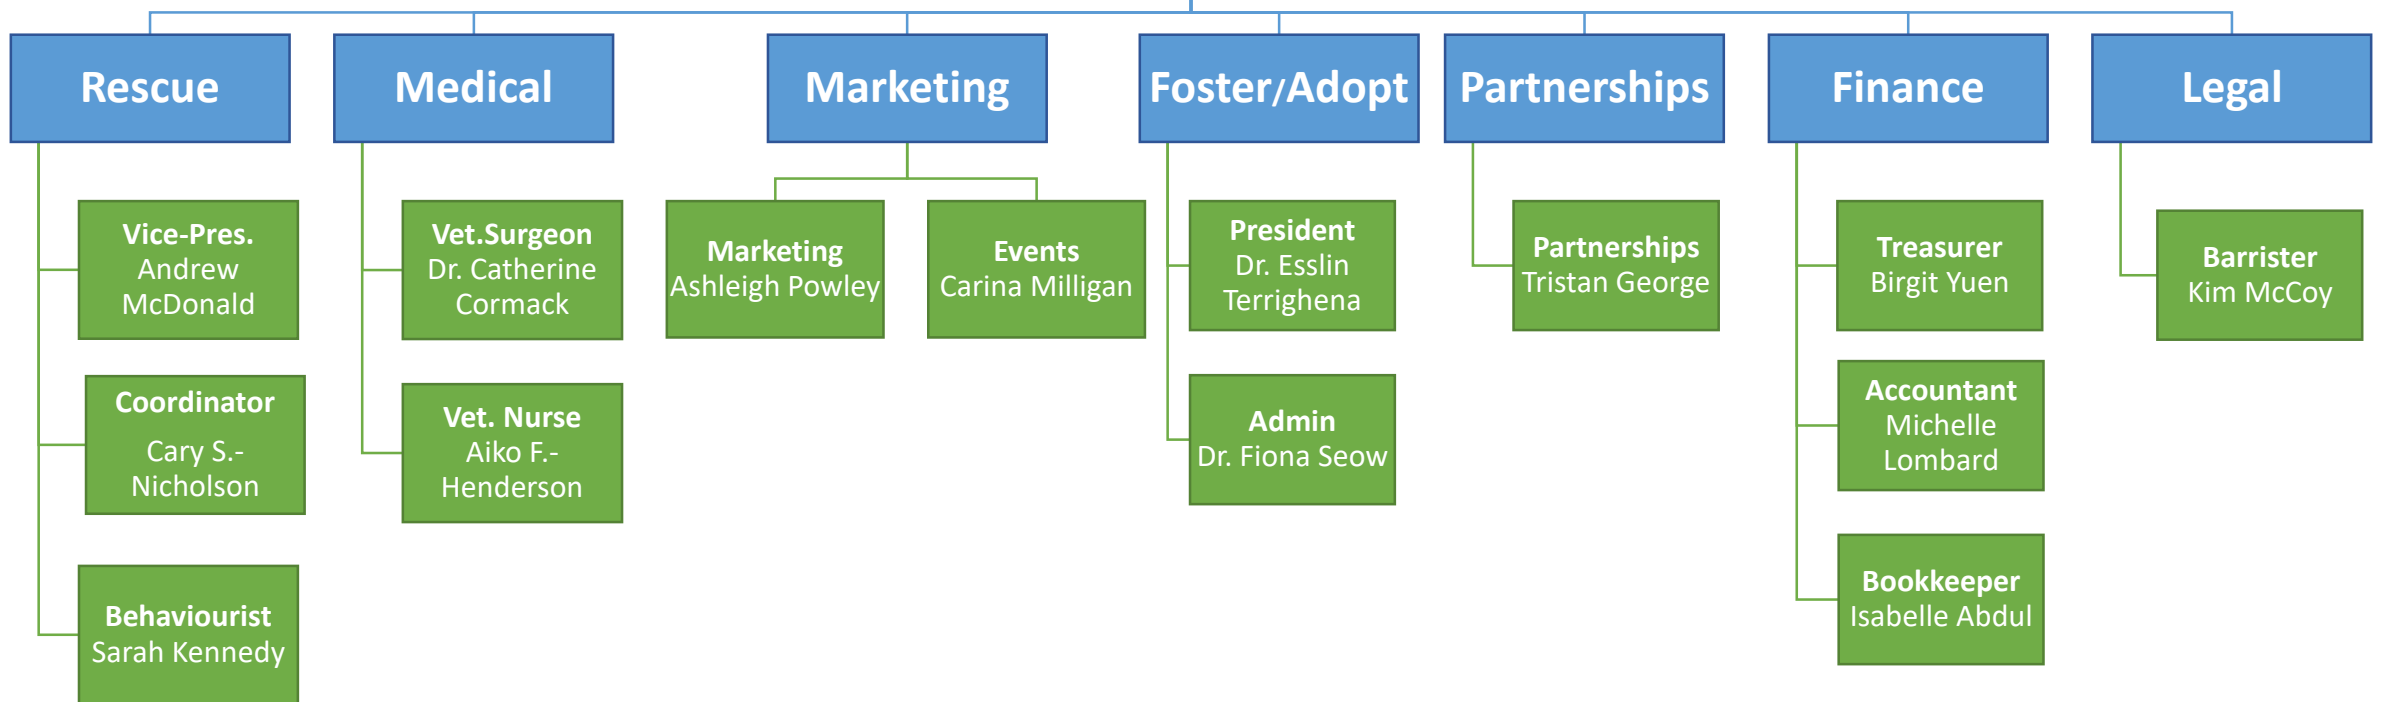 Rescue
Medical
Marketing
Foster/Adopt
Partnerships
Finance
Legal
Vice-Pres.
Andrew
McDonald
Coordinator
Cary S.-
Nicholson
Behaviourist
Sarah Kennedy
Vet.Surgeon
Dr. Catherine
Cormack
Vet. Nurse
Aiko F.-
Henderson
Marketing
Ashleigh Powley
Events
Carina Milligan
President
Dr. Esslin
Terrighena
Admin
Dr. Fiona Seow
Partnerships
Tristan George
Treasurer
Birgit Yuen
Accountant
Michelle
Lombard
Bookkeeper
Isabelle Abdul
Barrister
Kim McCoy